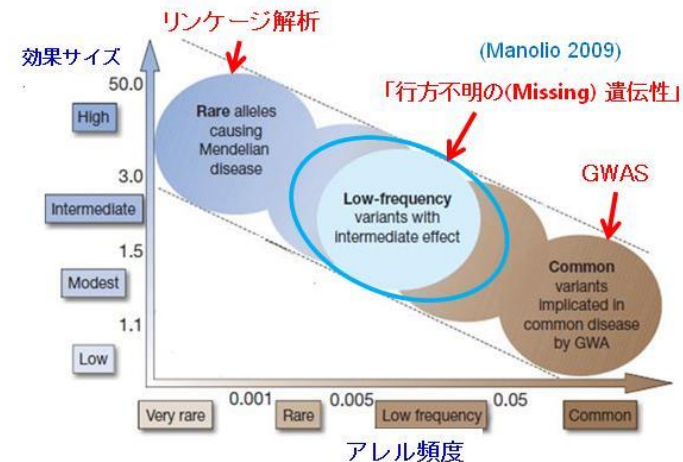 リンケージ解析
効果サイズ
(Manolio 2009)
「行方不明の(Missing) 遺伝性」
50.0
High
Rare alleles
causing
Mendelian
disease
GWAS
3.0
Intermediate
Low-frequency
variants with
intermediate effect
1.5
Modest
Common
variants
implicated in
common disease
by GWA
1.1
Low
0.001
0.005
0.05
Very rare
Rare
Low frequency
Common
アレル頻度